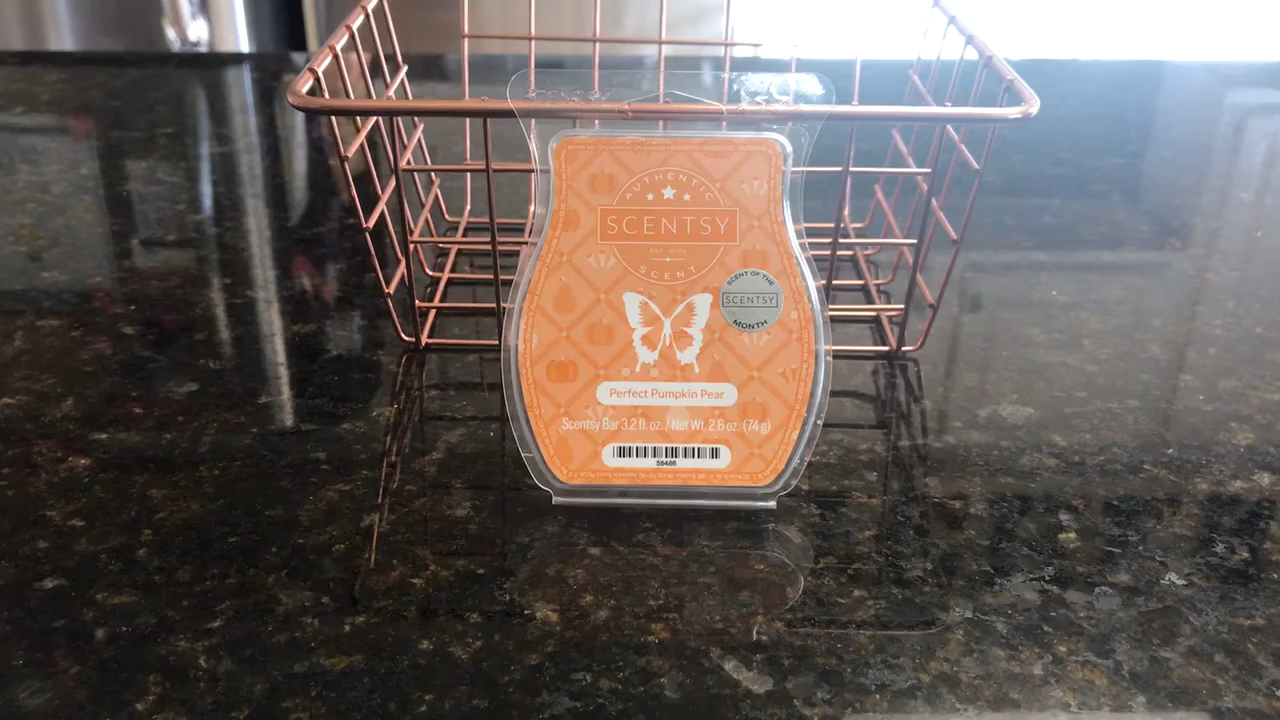 AUTHENTIC
SCENTSY
EST. 2004
SCENT
SCENT OF THE
SCENTSY
MONTH
Perfect Pumpkin Pear
Scentsy Bar 3.2 fl. oz. / Net Wt. 2.6 oz. (74 g)
58486